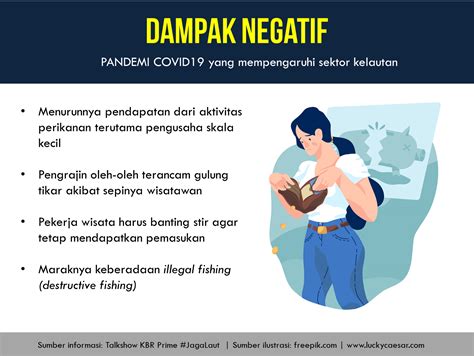 DAMPAK NEGATIF
PANDEMI COVID19 yang mempengaruhi sektor kelautan
• Menurunnya pendapatan dari aktivitas
perikanan terutama pengusaha skala
kecil
• Pengrajin oleh-oleh terancam gulung
tikar akibat sepinya wisatawan
• Pekerja wisata harus banting stir agar
tetap mendapatkan pemasukan
• Maraknya keberadaan illegal fishing
(destructive fishing)
Sumber informasi: Talkshow KBR Prime #JagaLaut | Sumber ilustrasi: freepik.com | www.luckycaesar.com